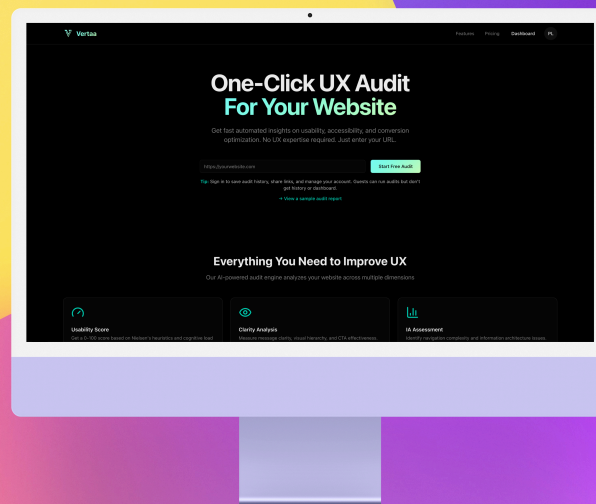 Vertaa
Features Pricing Dashboard PL
One-Click UX Audit
For Your Website
Get fast automated insights on usability, accessibility, and conversion
optimization. No UX expertise required. Just enter your URL.
https://yourwebsite.com
Start Free Audit
Tip: Sign in to save audit history, share links, and manage your account. Guests can run audits but don't
get history or dashboard.
→ View a sample audit report
Everything You Need to Improve UX
Our AI-powered audit engine analyzes your website across multiple dimensions
Usability Score
Get a 0-100 score based on Nielsen's heuristics and cognitive load
Clarity Analysis
Measure message clarity, visual hierarchy, and CTA effectiveness.
IA Assessment
Identify navigation complexity and information architecture issues.